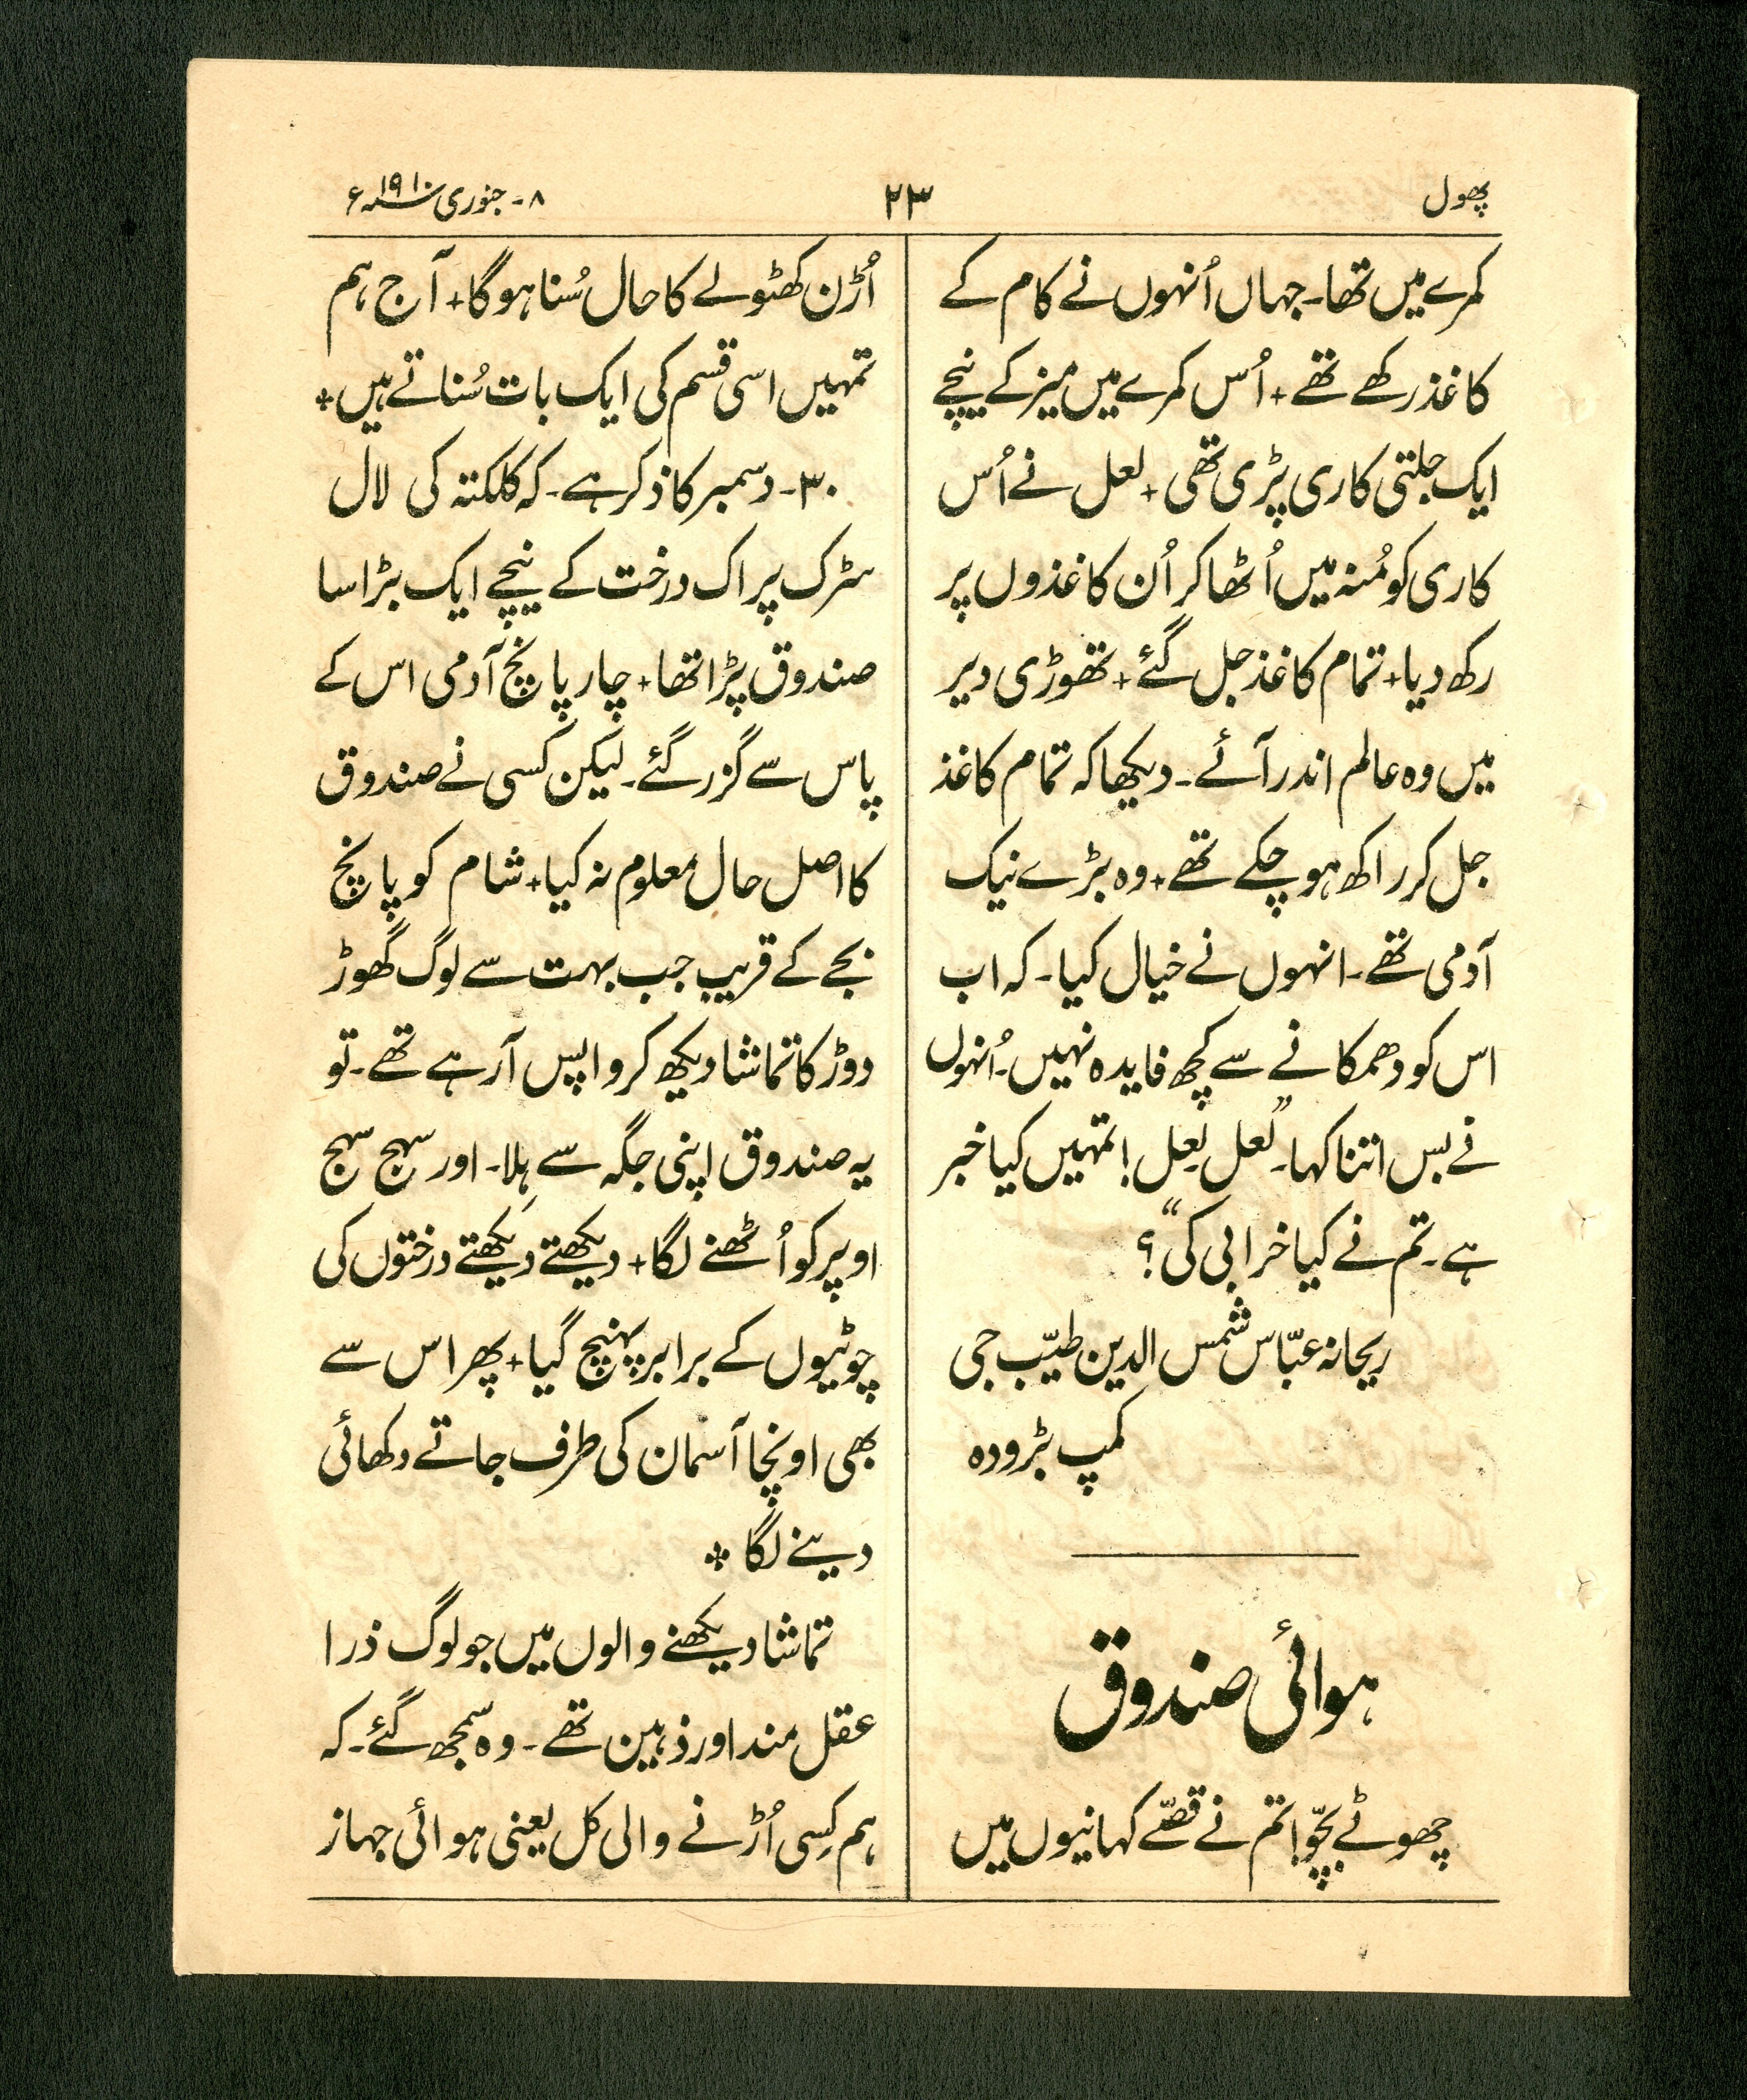 پھول
۲۳
۸- جنوری ۱۹۱۰ء
کمرے میں تھا۔ جہاں اُنہوں نے کام کے
کاغذ رکھے تھے + اُس کمرے میں میز کے نیچے
ایک جلتی کاری پڑی تھی + لعل نے اُس
کاری کو مُنہ میں اُٹھا کر اُن کاغذوں پر
رکھ دیا + تمام کاغذ جل گئے + تھوڑی دیر
میں وہ عالم اندر آئے۔ دیکھا کہ تمام کاغذ
جل کر راکھ ہو چکے تھے + وہ بڑے نیک
آدمی تھے۔ انہوں نے خیال کیا۔ کہ اب
اس کو دھمکانے سے کچھ فایدہ نہیں۔ اُنہوں
نے بس اتنا کہا۔ ”لعل لعل! تمہیں کیا خبر
ہے۔ تم نے کیا خرابی کی“؟
ریحانہ عبّاس شمس الدین طیّب جی
کمپ بڑودہ
ہوائی صندوق
چھوٹے بچّو! تم نے قصّے کہانیوں میں
اُڑن کھٹولے کا حال سُنا ہوگا + آج ہم
تمہیں اسی قسم کی ایک بات سُناتے ہیں +
۳۰- دسمبر کا ذکر ہے۔ کہ کلکتہ کی لال
سڑک پر اک درخت کے نیچے ایک بڑا سا
صندوق پڑا تھا + چار پانچ آدمی اس کے
پاس سے گزر گئے۔ لیکن کسی نے صندوق
کا اصل حال معلوم نہ کیا + شام کو پانچ
بجے کے قریب جب بہت سے لوگ گھوڑ
دوڑ کا تماشا دیکھ کر واپس آرہے تھے۔ تو
یہ صندوق اپنی جگہ سے ہلا۔ اور سہج سہج
اوپر کو اُٹھنے لگا + دیکھتے دیکھتے درختوں کی
چوٹیوں کے برابر پہنچ گیا + پھر اس سے
بھی اونچا آسمان کی طرف جاتے دکھائی
دینے لگا ❖
تماشا دیکھنے والوں میں جو لوگ ذرا
عقل مند اور ذہین تھے۔ وہ سمجھ گئے۔ کہ
ہم کِسی اُڑنے والی کل یعنی ہوائی جہاز